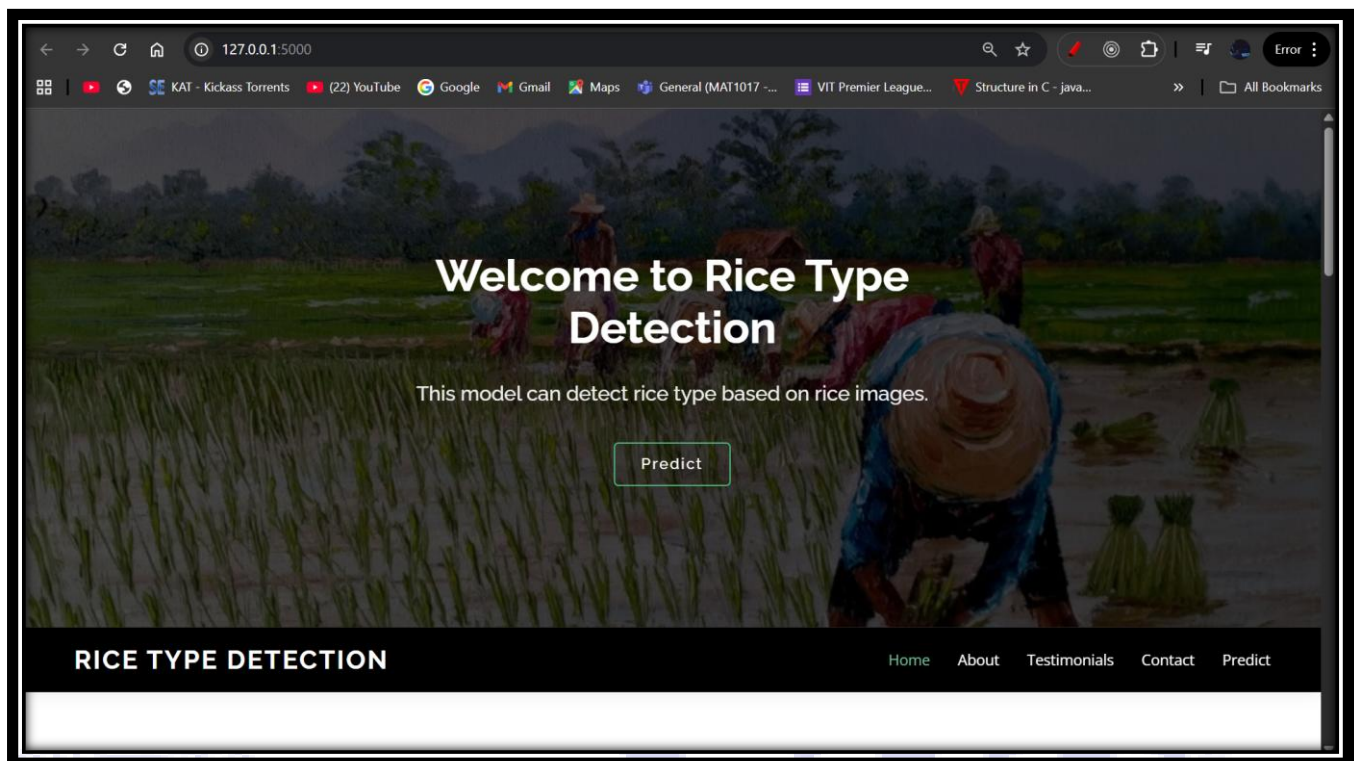 127.0.0.1:5000
Error
KAT - Kickass Torrents (22) YouTube Google Gmail Maps General (MAT1017 -... VIT Premier League... Structure in C - java... » All Bookmarks
Welcome to Rice Type
Detection
This model can detect rice type based on rice images.
Predict
RICE TYPE DETECTION
Home About Testimonials Contact Predict